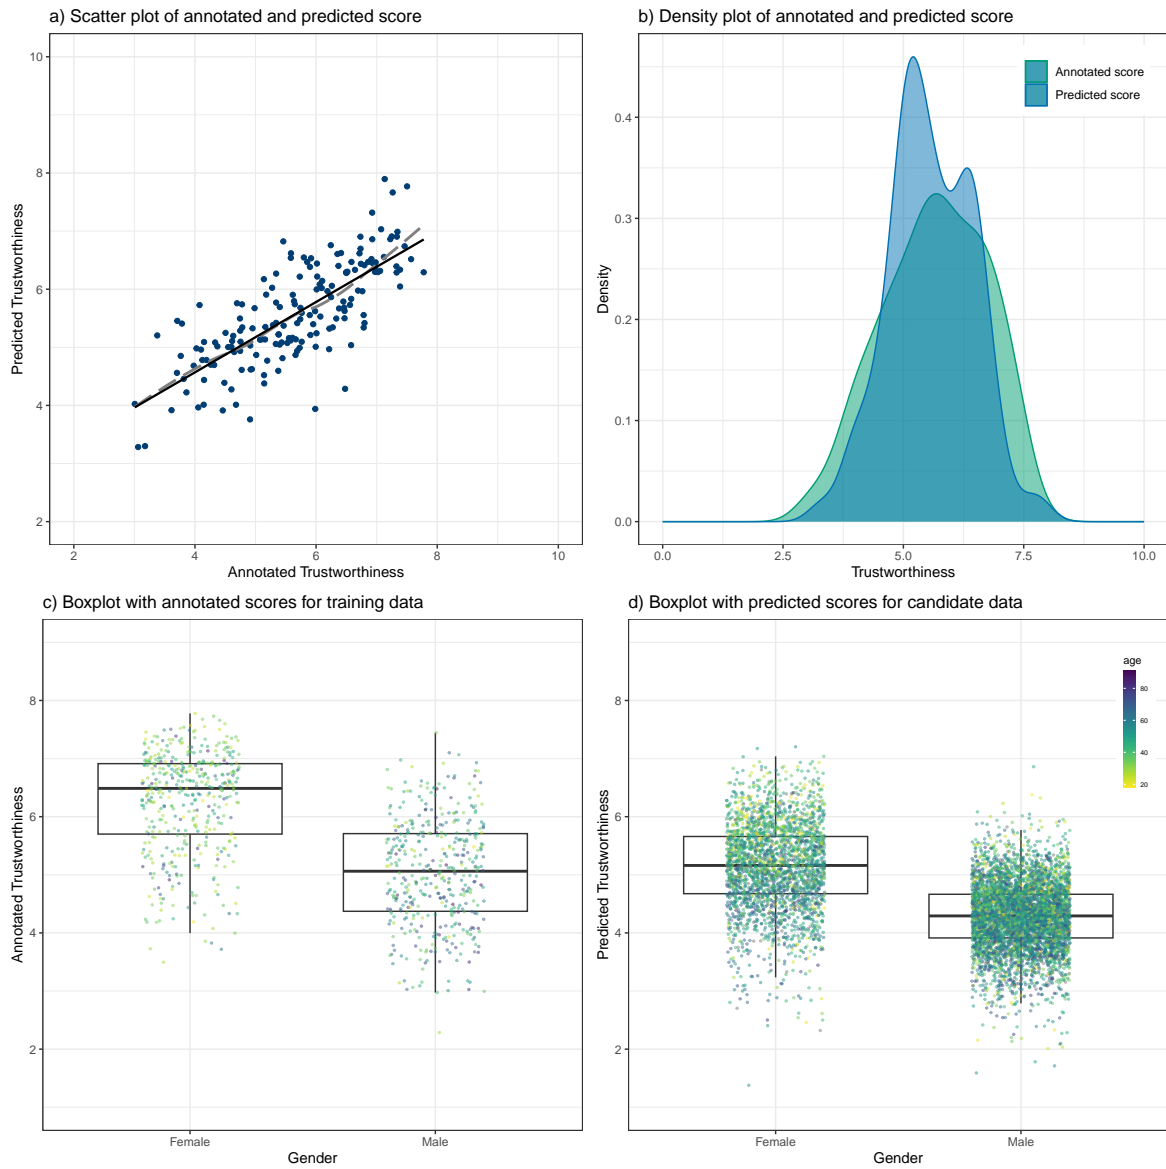 a) Scatter plot of annotated and predicted score
10
8
6
4
2
Predicted Trustworthiness
2 4 6 8 10
Annotated Trustworthiness
b) Density plot of annotated and predicted score
Annotated score
Predicted score
0.4
0.3
0.2
0.1
0.0
Density
0.0 2.5 5.0 7.5 10.0
Trustworthiness
c) Boxplot with annotated scores for training data
8
6
4
2
Annotated Trustworthiness
Female Male
Gender
d) Boxplot with predicted scores for candidate data
age
80
60
40
20
8
6
4
2
Predicted Trustworthiness
Female Male
Gender